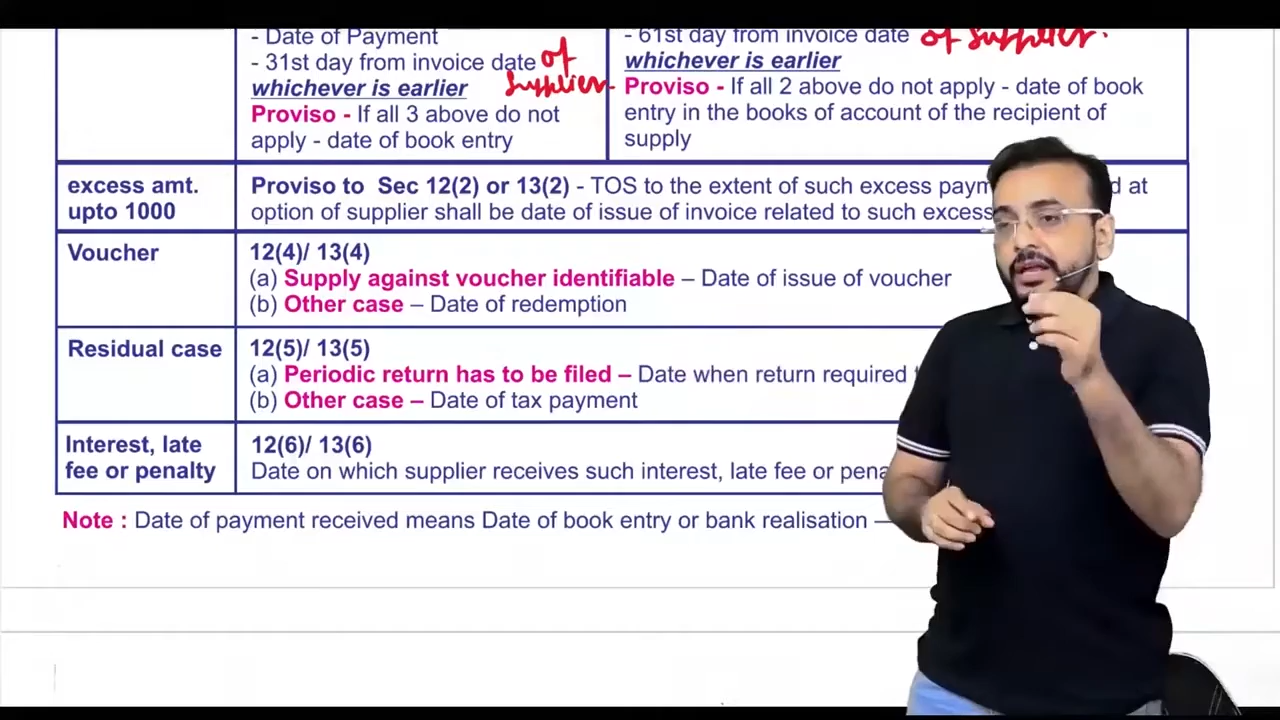 - Date of Payment
- 31st day from invoice date of Supplier
whichever is earlier
Proviso - If all 3 above do not
apply - date of book entry
- 61st day from invoice date of Supplier.
whichever is earlier
Proviso - If all 2 above do not apply - date of book
entry in the books of account of the recipient of
supply
excess amt.
upto 1000
Proviso to Sec 12(2) or 13(2) - TOS to the extent of such excess at
option of supplier shall be date of issue of invoice related to such excess
Voucher
12(4)/ 13(4)
(a) Supply against voucher identifiable – Date of issue of voucher
(b) Other case – Date of redemption
Residual case
12(5)/ 13(5)
(a) Periodic return has to be filed – Date when return required
(b) Other case – Date of tax payment
Interest, late
fee or penalty
12(6)/ 13(6)
Date on which supplier receives such interest, late fee or
Note : Date of payment received means Date of book entry or bank realisation —